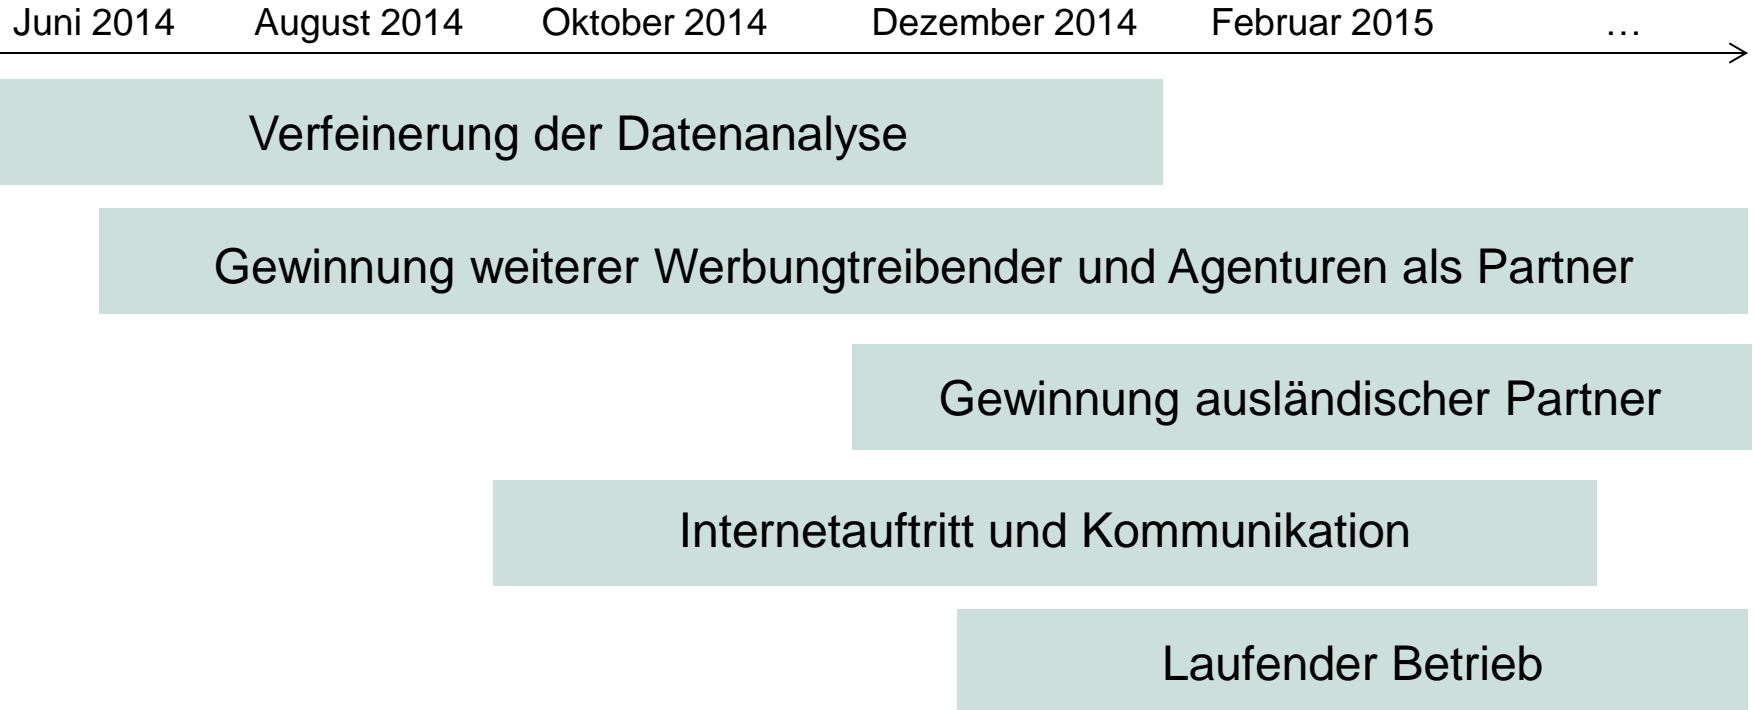 Juni 2014 August 2014 Oktober 2014 Dezember 2014 Februar 2015 …
Verfeinerung der Datenanalyse
Gewinnung weiterer Werbungtreibender und Agenturen als Partner
Gewinnung ausländischer Partner
Internetauftritt und Kommunikation
Laufender Betrieb